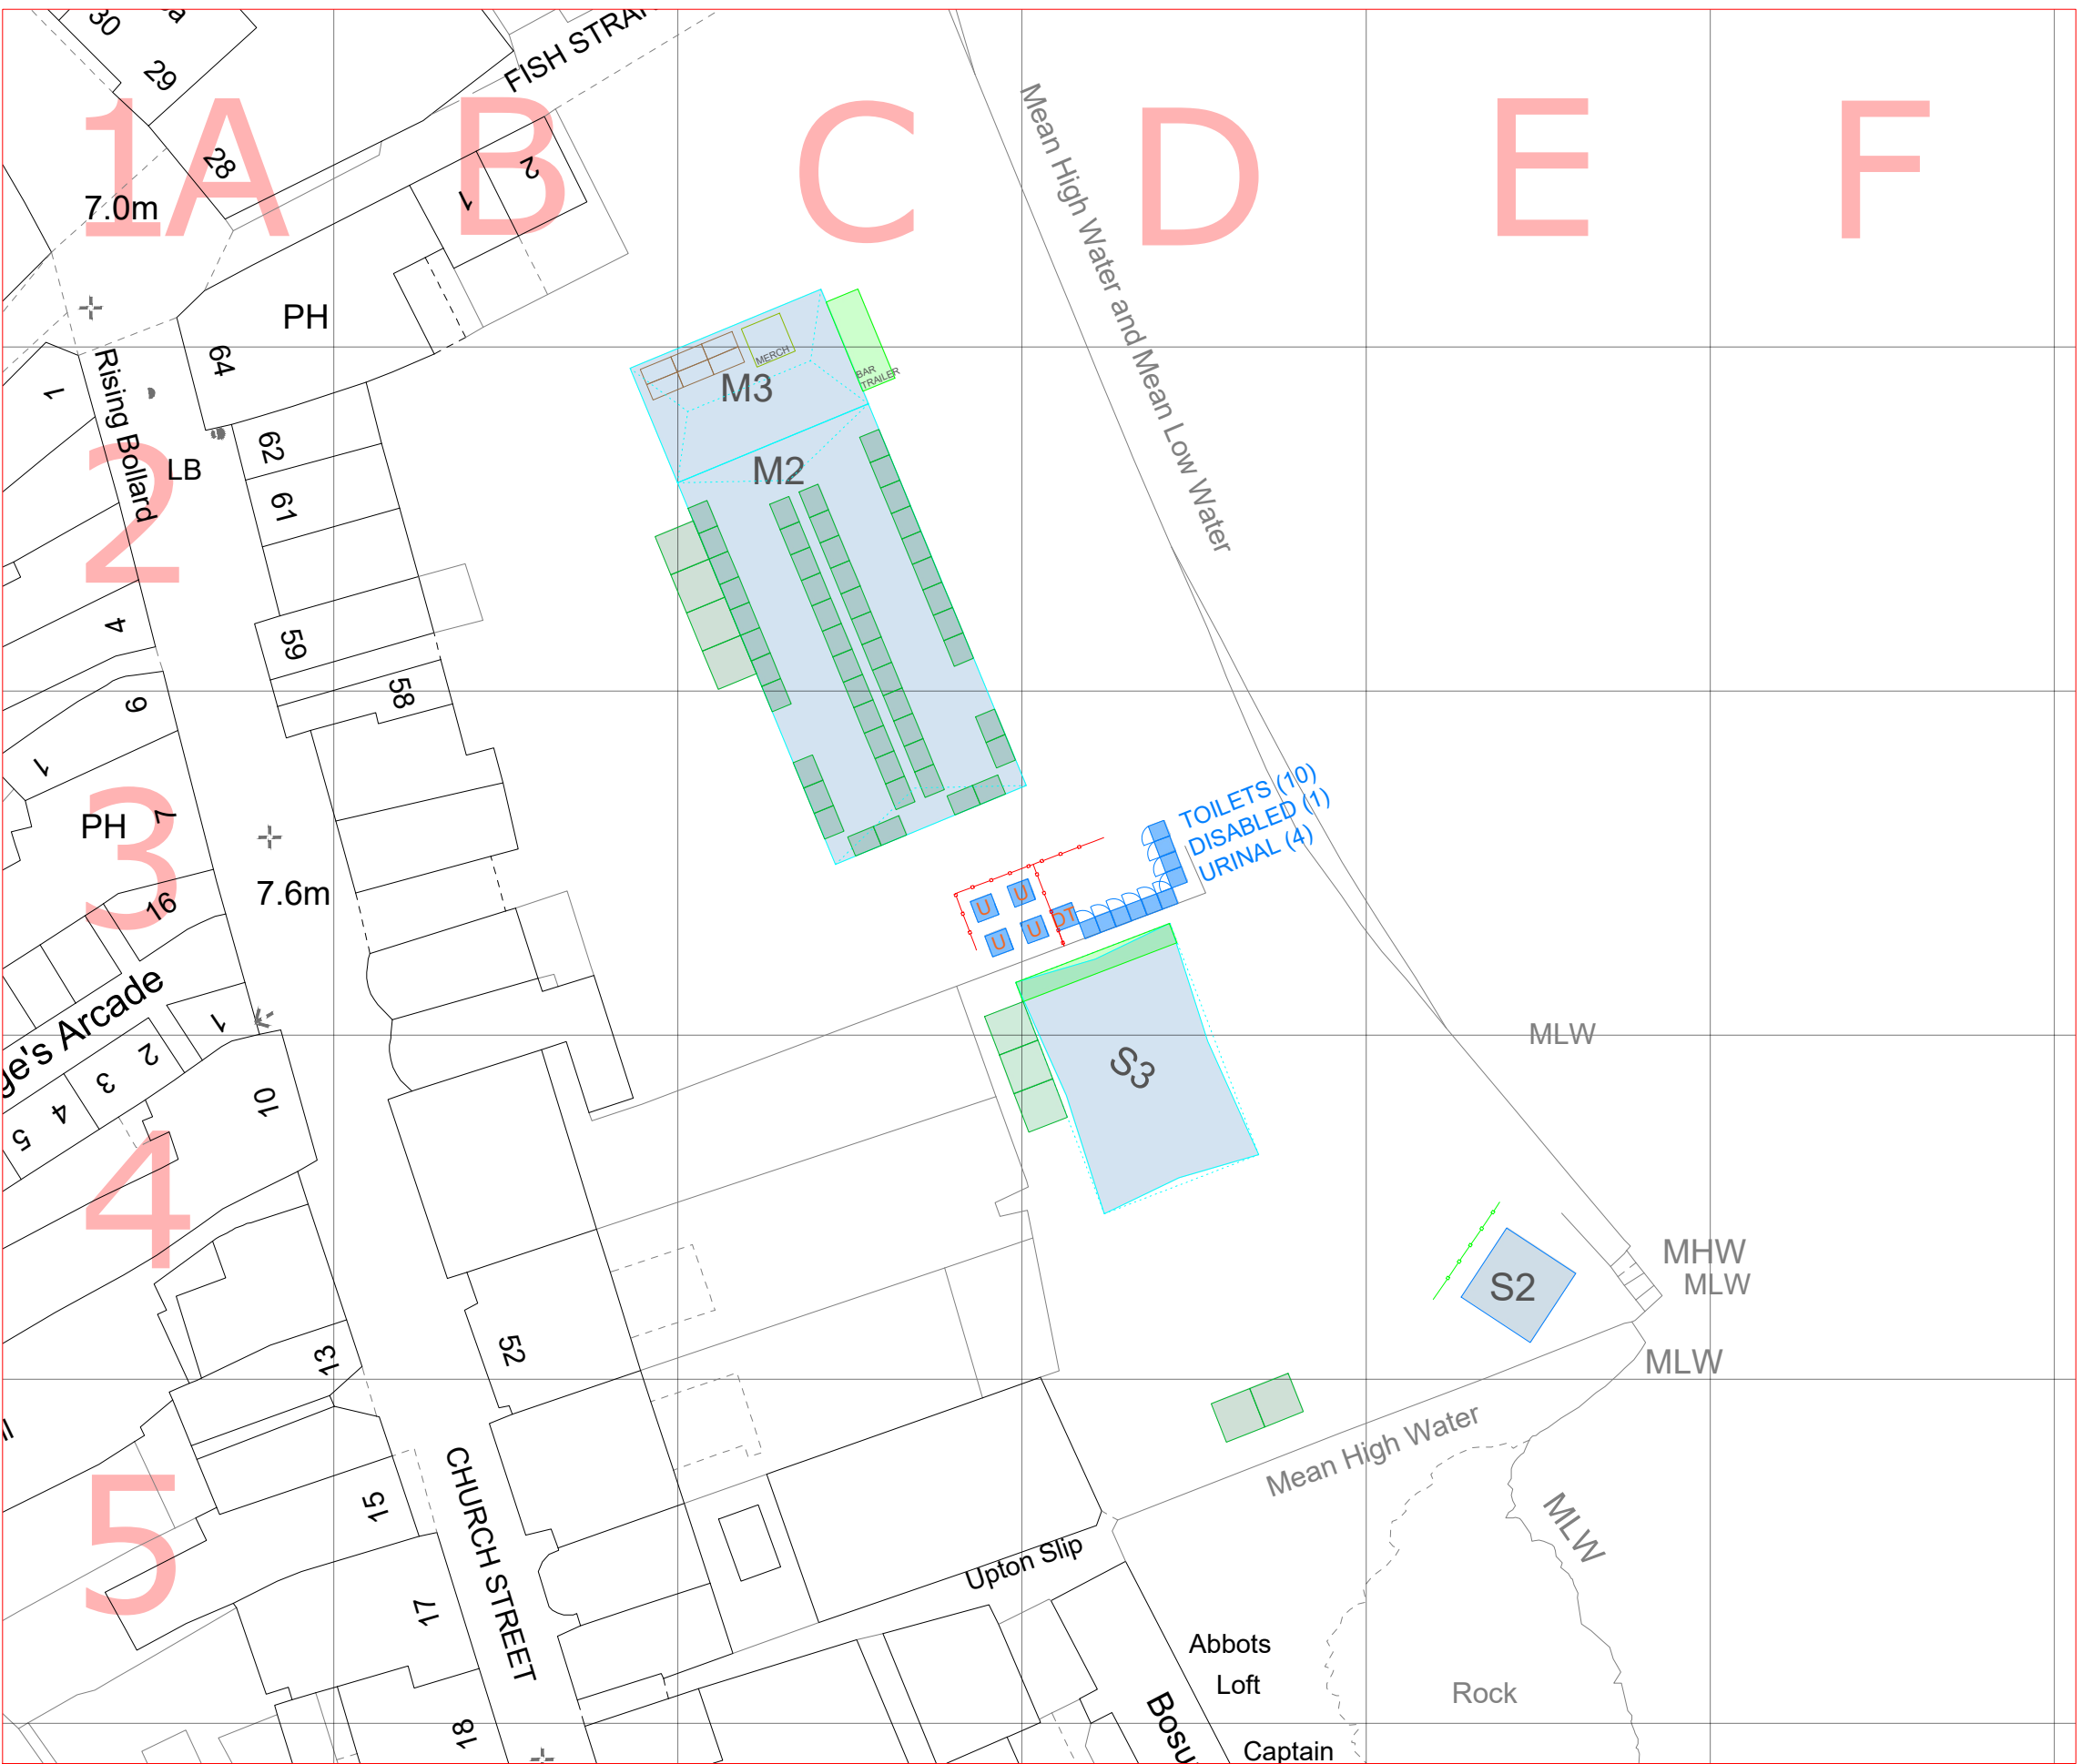 30
29
FISH STRA
1A
B
C
D
E
F
28
7.0m
1
2
PH
64
1
Rising Bollard
LB
2
62
61
MERCH
M3
BAR
TRAILER
M2
Mean High Water and Mean Low Water
4
59
58
6
1
PH
3
7
7.6m
16
TOILETS (10)
DISABLED (1)
URINAL (4)
U
U
U
U
DT
ge's Arcade
1
2
3
4
5
10
S3
MLW
4
MHW
MLW
S2
MLW
13
52
Mean High Water
MLW
5
15
CHURCH STREET
17
Upton Slip
Abbots
Loft
Rock
18
Bosu
Captain